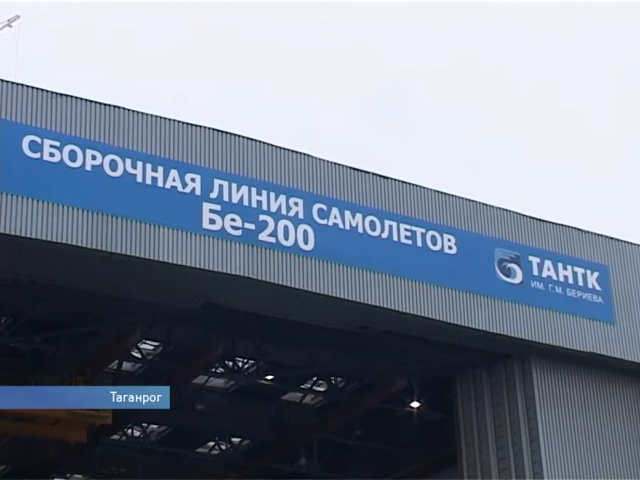 СБОРОЧНАЯ ЛИНИЯ САМОЛЕТОВ
Бе-200
ТАНТК
ИМ. Г.М. БЕРИЕВА
Таганрог